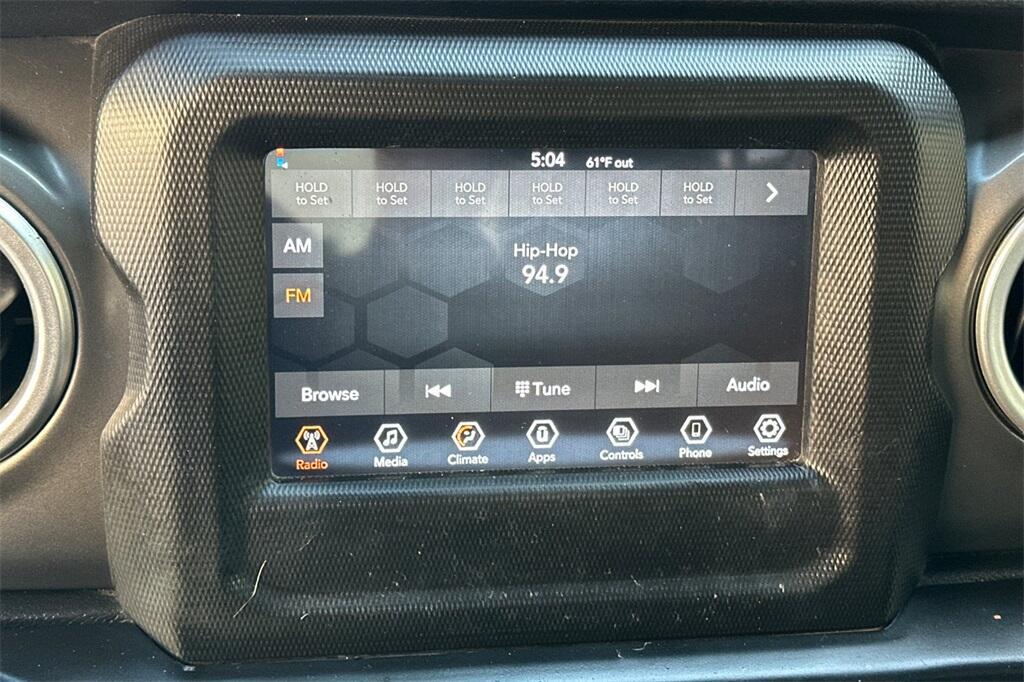 5:04 61°F out
HOLD HOLD HOLD HOLD HOLD HOLD
to Set to Set to Set to Set to Set to Set
AM
Hip-Hop
94.9
FM
Browse Tune Audio
Radio Media Climate Apps Controls Phone Settings